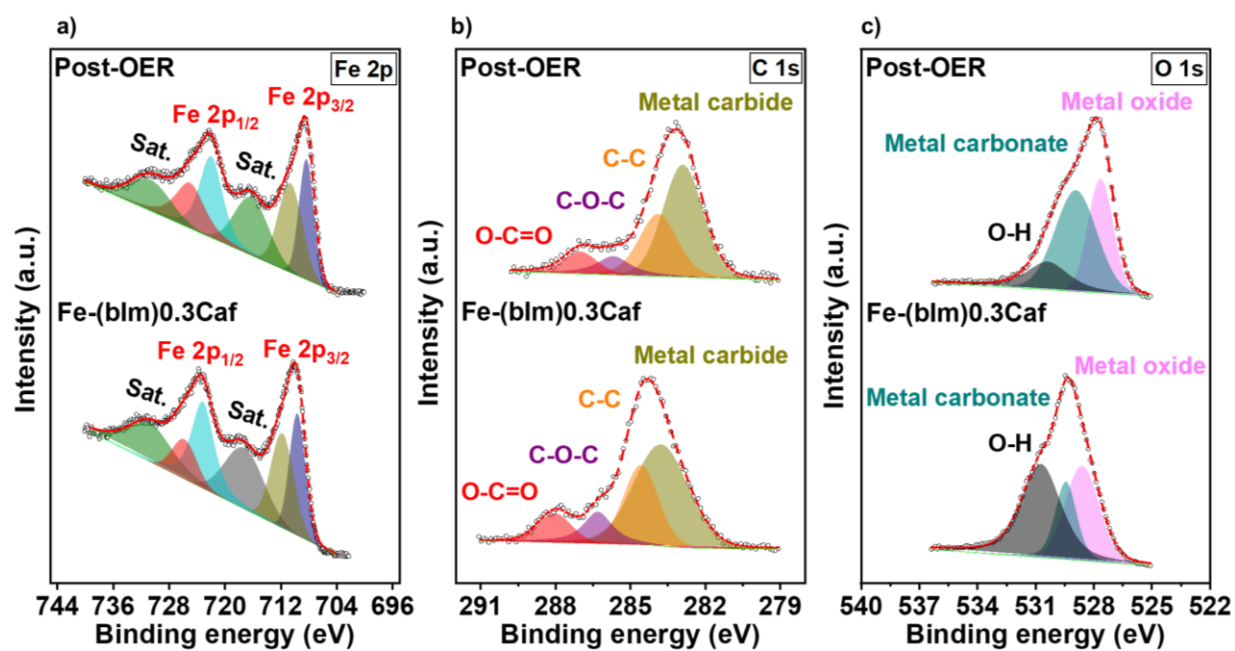 a)
Post-OER
Fe 2p
Fe 2p3/2
Fe 2p1/2
Sat.
Sat.
Fe-(bIm)0.3Caf
Fe 2p1/2
Fe 2p3/2
Sat.
Sat.
Intensity (a.u.)
744 736 728 720 712 704 696
Binding energy (eV)
b)
Post-OER
C 1s
Metal carbide
C-C
C-O-C
O-C=O
Fe-(bIm)0.3Caf
Metal carbide
C-C
C-O-C
O-C=O
Intensity (a.u.)
291 288 285 282 279
Binding energy (eV)
c)
Post-OER
O 1s
Metal oxide
Metal carbonate
O-H
Fe-(bIm)0.3Caf
Metal oxide
Metal carbonate
O-H
Intensity (a.u.)
540 537 534 531 528 525 522
Binding energy (eV)